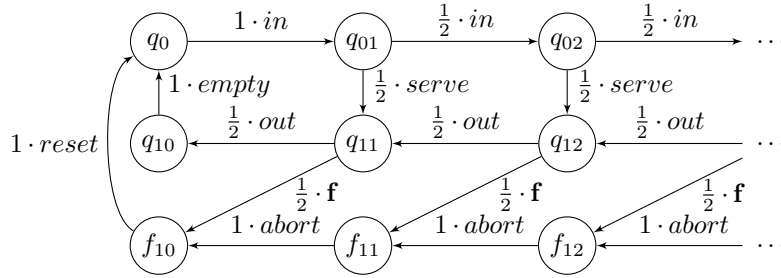 1 · in ½ · in ½ · in
q₀ q₀₁ q₀₂ ···
1 · empty ½ · serve ½ · serve
½ · out ½ · out ½ · out
1 · reset q₁₀ q₁₁ q₁₂ ···
½ · f ½ · f ½ · f
1 · abort 1 · abort 1 · abort
f₁₀ f₁₁ f₁₂ ···